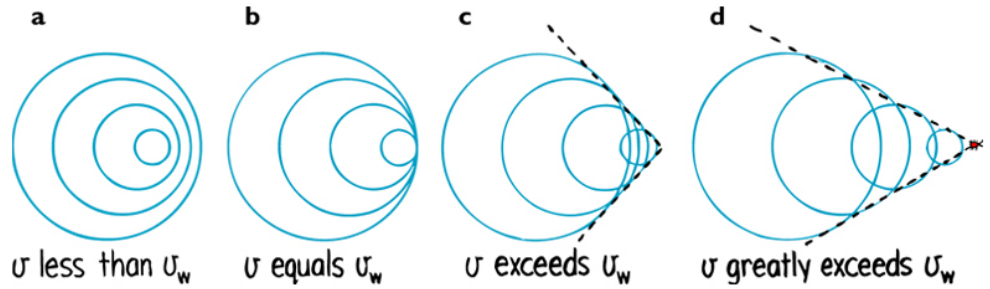 a
b
c
d
υ less than υw
υ equals υw
υ exceeds υw
υ greatly exceeds υw